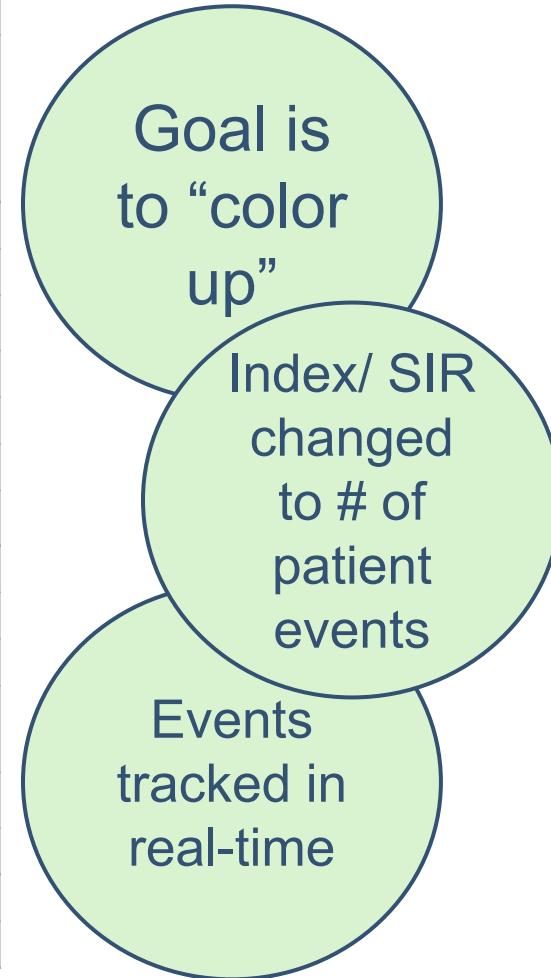 Goal is
to “color
up”
Index/ SIR
changed
to # of
patient
events
Events
tracked in
real-time